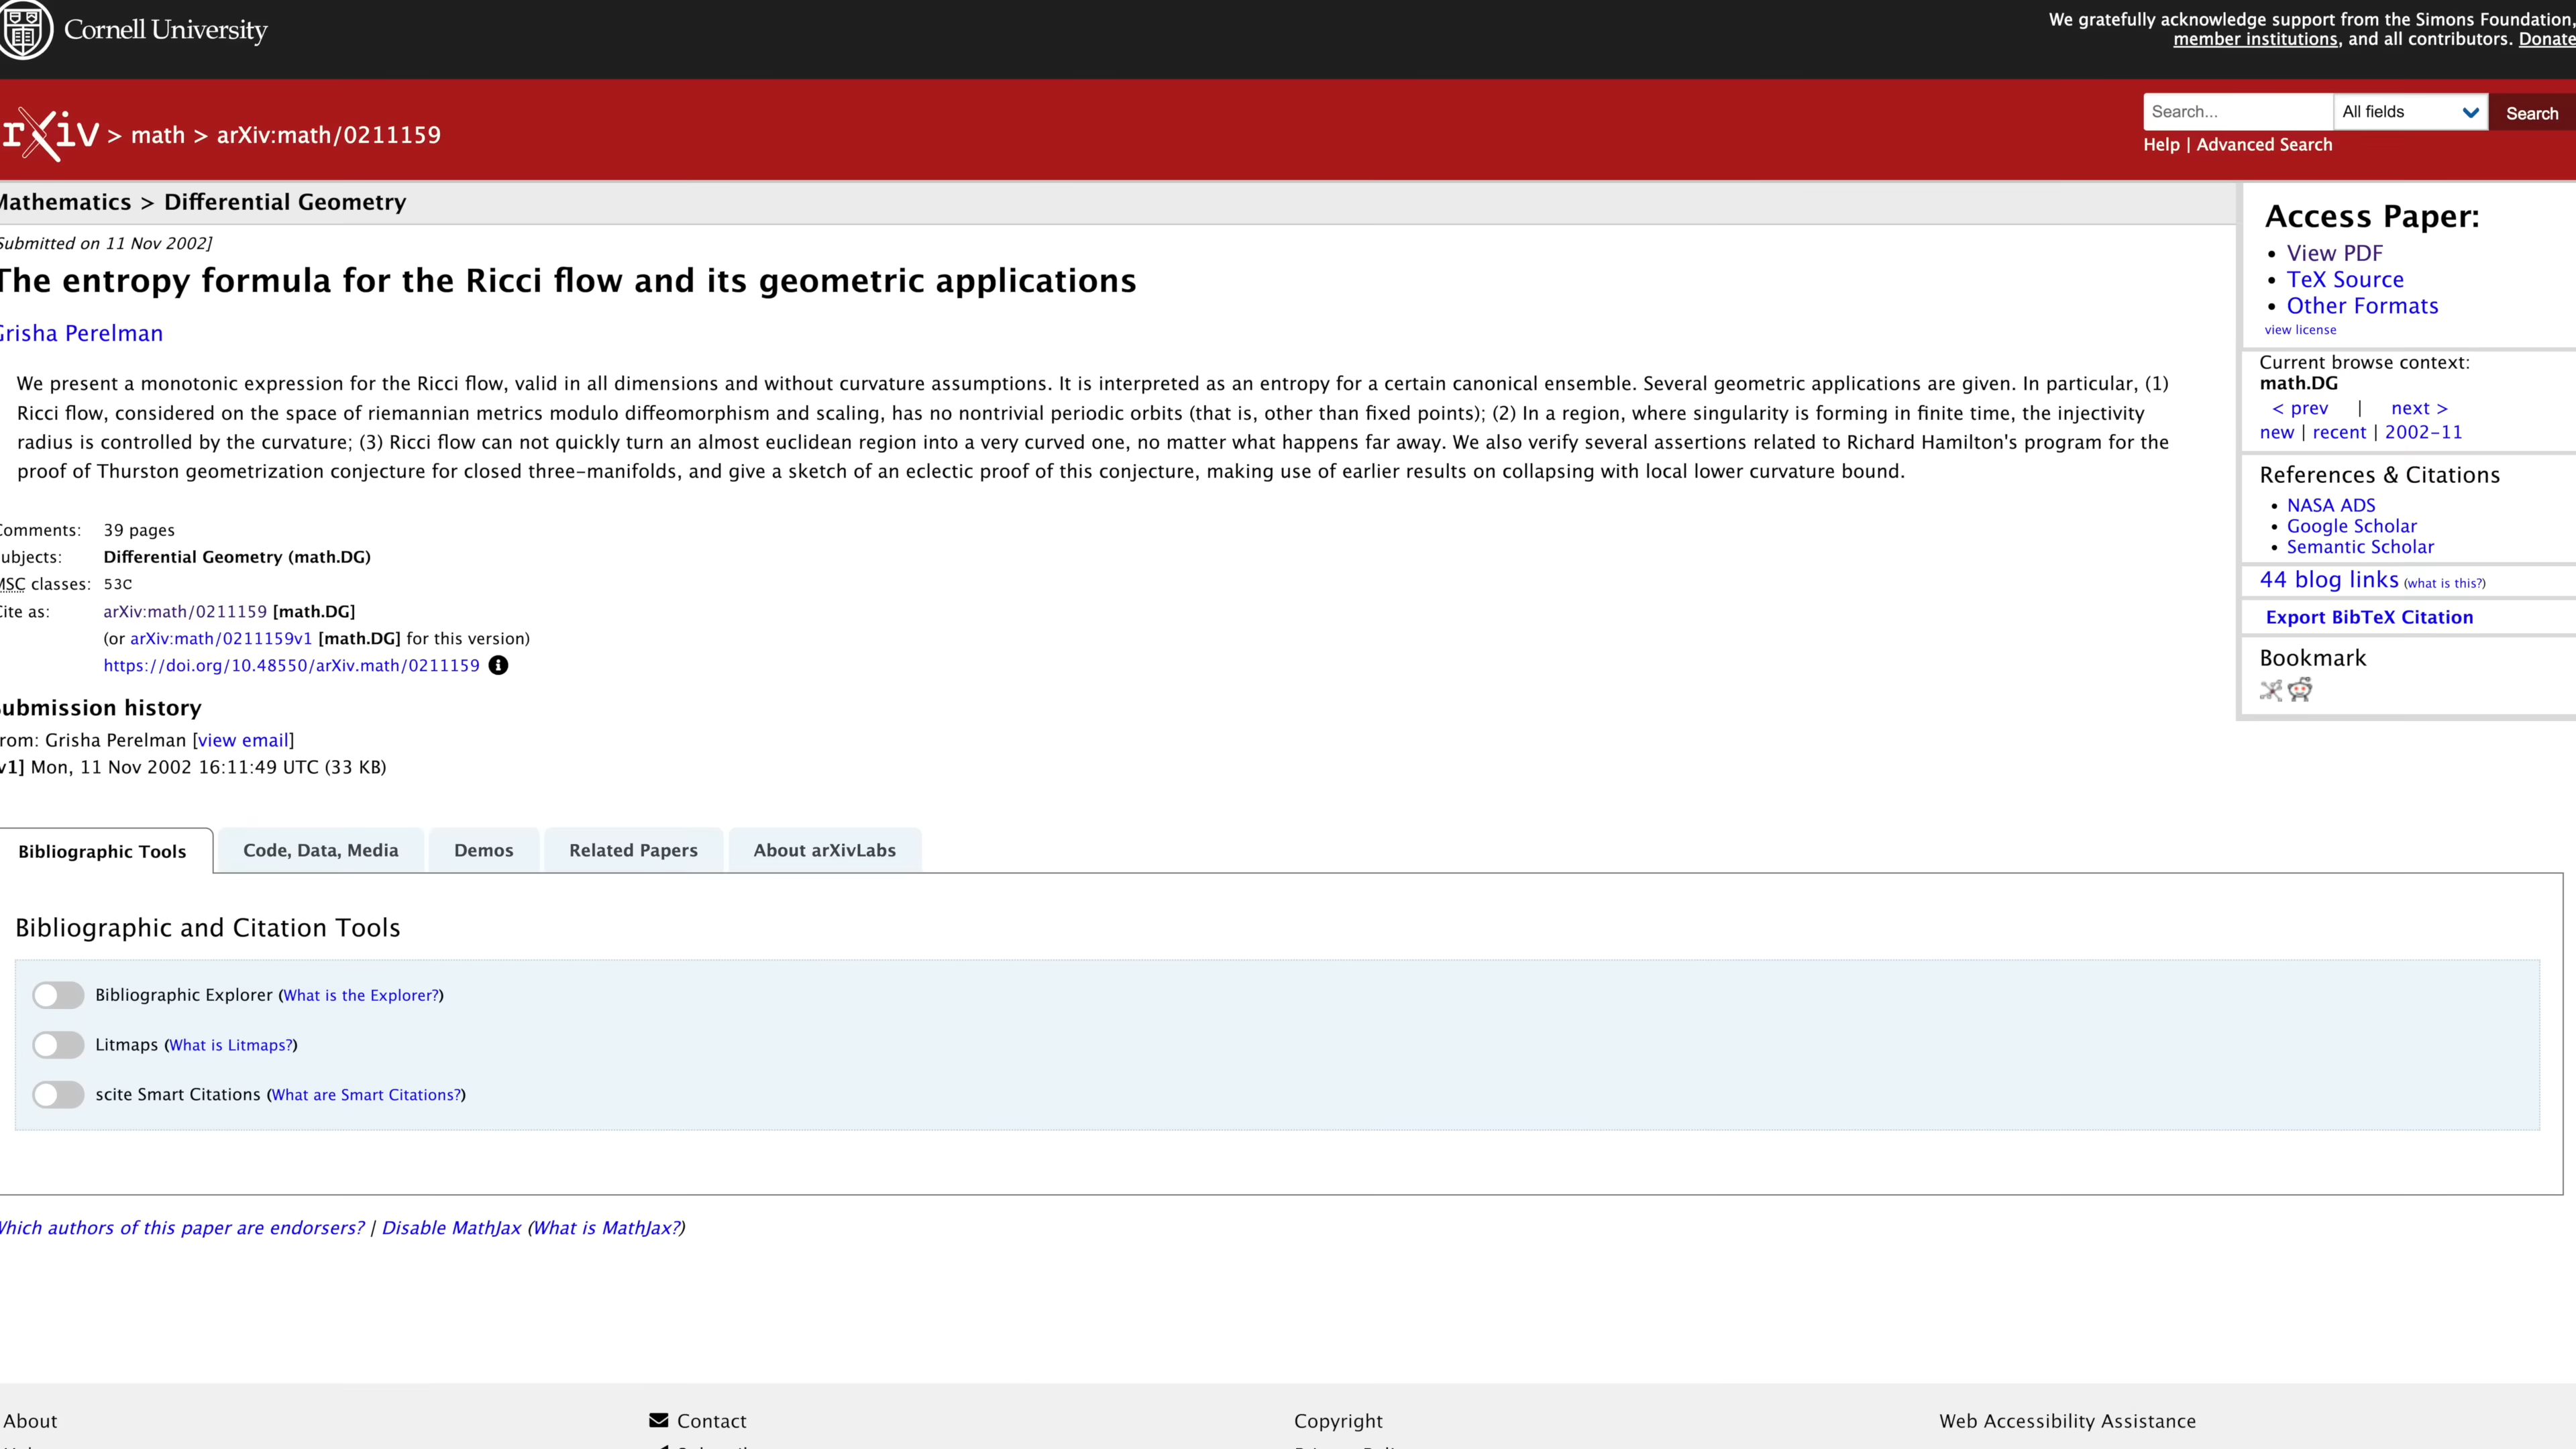 Cornell University
We gratefully acknowledge support from the Simons Foundation,
member institutions, and all contributors. Donate
rXiv > math > arXiv:math/0211159
Search...
All fields
Search
Help | Advanced Search
Mathematics > Differential Geometry
Submitted on 11 Nov 2002]
The entropy formula for the Ricci flow and its geometric applications
Grisha Perelman
We present a monotonic expression for the Ricci flow, valid in all dimensions and without curvature assumptions. It is interpreted as an entropy for a certain canonical ensemble. Several geometric applications are given. In particular, (1)
Ricci flow, considered on the space of riemannian metrics modulo diffeomorphism and scaling, has no nontrivial periodic orbits (that is, other than fixed points); (2) In a region, where singularity is forming in finite time, the injectivity
radius is controlled by the curvature; (3) Ricci flow can not quickly turn an almost euclidean region into a very curved one, no matter what happens far away. We also verify several assertions related to Richard Hamilton's program for the
proof of Thurston geometrization conjecture for closed three-manifolds, and give a sketch of an eclectic proof of this conjecture, making use of earlier results on collapsing with local lower curvature bound.
Comments: 39 pages
ubjects: Differential Geometry (math.DG)
MSC classes: 53C
Cite as: arXiv:math/0211159 [math.DG]
(or arXiv:math/0211159v1 [math.DG] for this version)
https://doi.org/10.48550/arXiv.math/0211159
ubmission history
rom: Grisha Perelman [view email]
v1] Mon, 11 Nov 2002 16:11:49 UTC (33 KB)
Access Paper:
View PDF
TeX Source
Other Formats
view license
Current browse context:
math.DG
< prev | next >
new | recent | 2002-11
References & Citations
NASA ADS
Google Scholar
Semantic Scholar
44 blog links (what is this?)
Export BibTeX Citation
Bookmark
Bibliographic Tools
Code, Data, Media
Demos
Related Papers
About arXivLabs
Bibliographic and Citation Tools
Bibliographic Explorer (What is the Explorer?)
Litmaps (What is Litmaps?)
scite Smart Citations (What are Smart Citations?)
Which authors of this paper are endorsers? | Disable MathJax (What is MathJax?)
About
Contact
Copyright
Web Accessibility Assistance